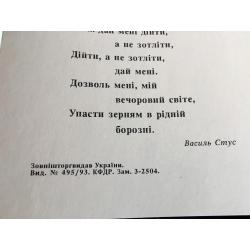 дай мені дійти,
а не зотліти,
Дійти, а не зотліти,
дай мені.
Дозволь мені, мій
вечоровий світе,
Упасти зерням в рідній
борозні.
Василь Стус
Зовнішторгвидав України.
Вид. № 495/93. КФДР. Зам. 3-2504.